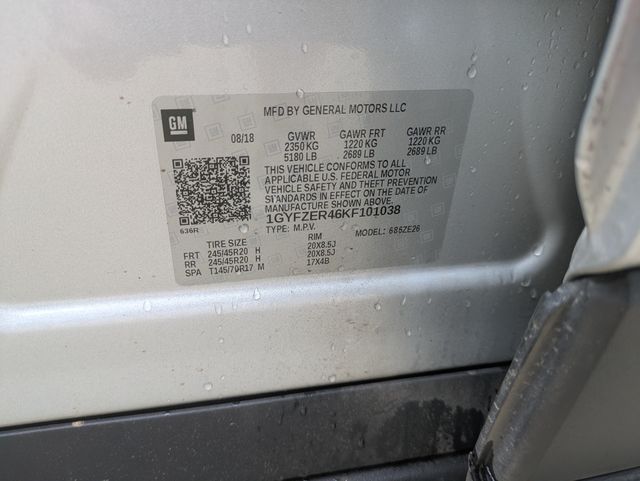 GM
MFD BY GENERAL MOTORS LLC
08/18 GVWR GAWR FRT GAWR RR
2350 KG 1220 KG 1220 KG
5180 LB 2689 LB 2689 LB
THIS VEHICLE CONFORMS TO ALL
APPLICABLE U.S. FEDERAL MOTOR
VEHICLE SAFETY AND THEFT PREVENTION
STANDARDS IN EFFECT ON THE DATE OF
MANUFACTURE SHOWN ABOVE.
1GYFZER46KF101038
636R TYPE: M.P.V. MODEL: 685ZE26
TIRE SIZE RIM
FRT 245/45R20 H 20X8.5J
RR 245/45R20 H 20X8.5J
SPA T145/70R17 M 17X4B